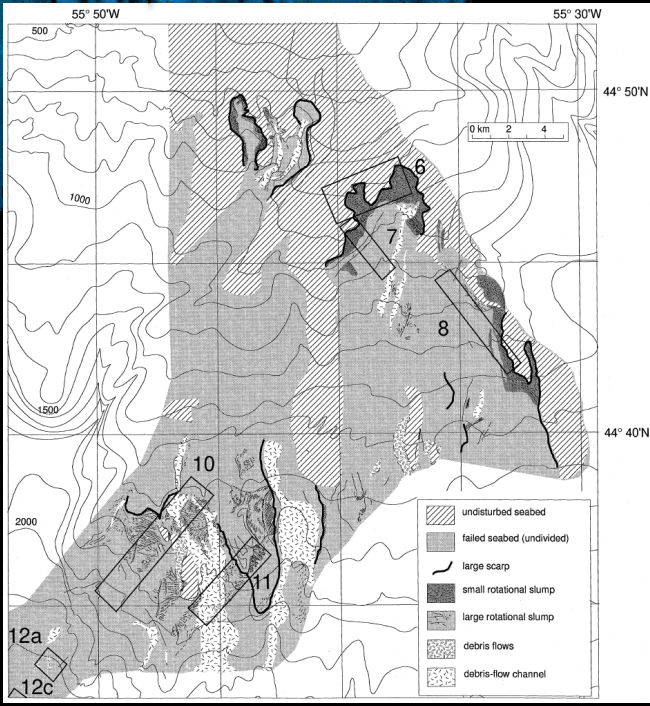 55° 50'W
55° 30'W
500
44° 50'N
0 km 2 4
6
1000
7
8
1500
44° 40'N
10
2000
undisturbed seabed
failed seabed (undivided)
large scarp
small rotational slump
11
large rotational slump
12a
debris flows
debris-flow channel
12c